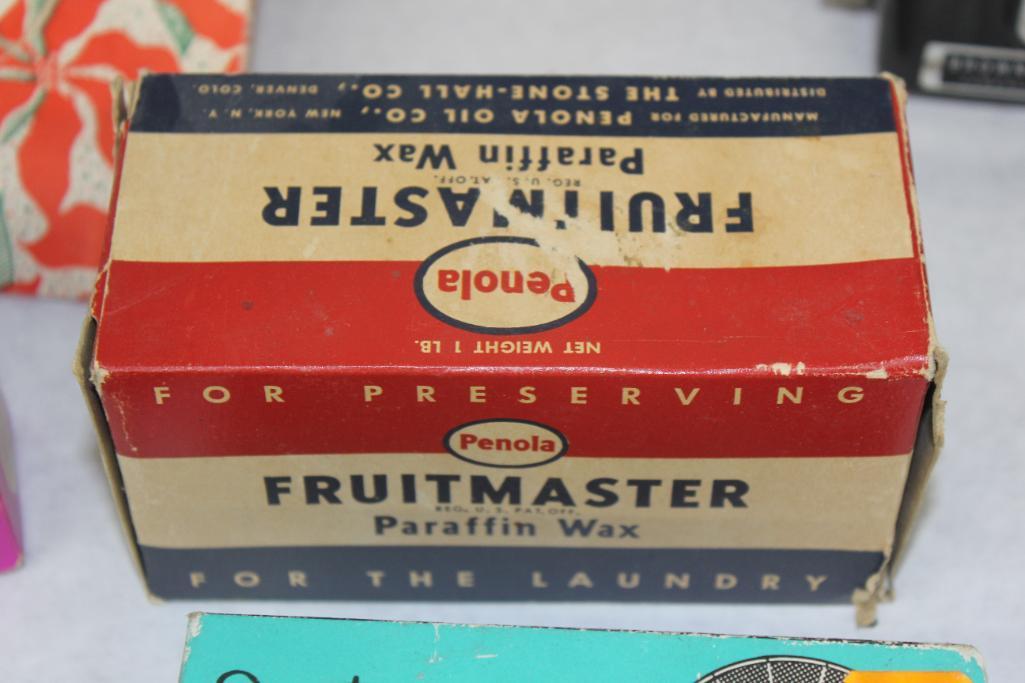 DISTRIBUTED BY THE STONE-HALL CO., DENVER, COLO.
MANUFACTURED FOR PENOLA OIL CO., NEW YORK, N. Y.
Paraffin Wax
REG. U.S. PAT. OFF.
FRUITMASTER
Penola
NET WEIGHT 1 LB.
FOR PRESERVING
Penola
FRUITMASTER
REG. U. S. PAT. OFF.
Paraffin Wax
FOR THE LAUNDRY